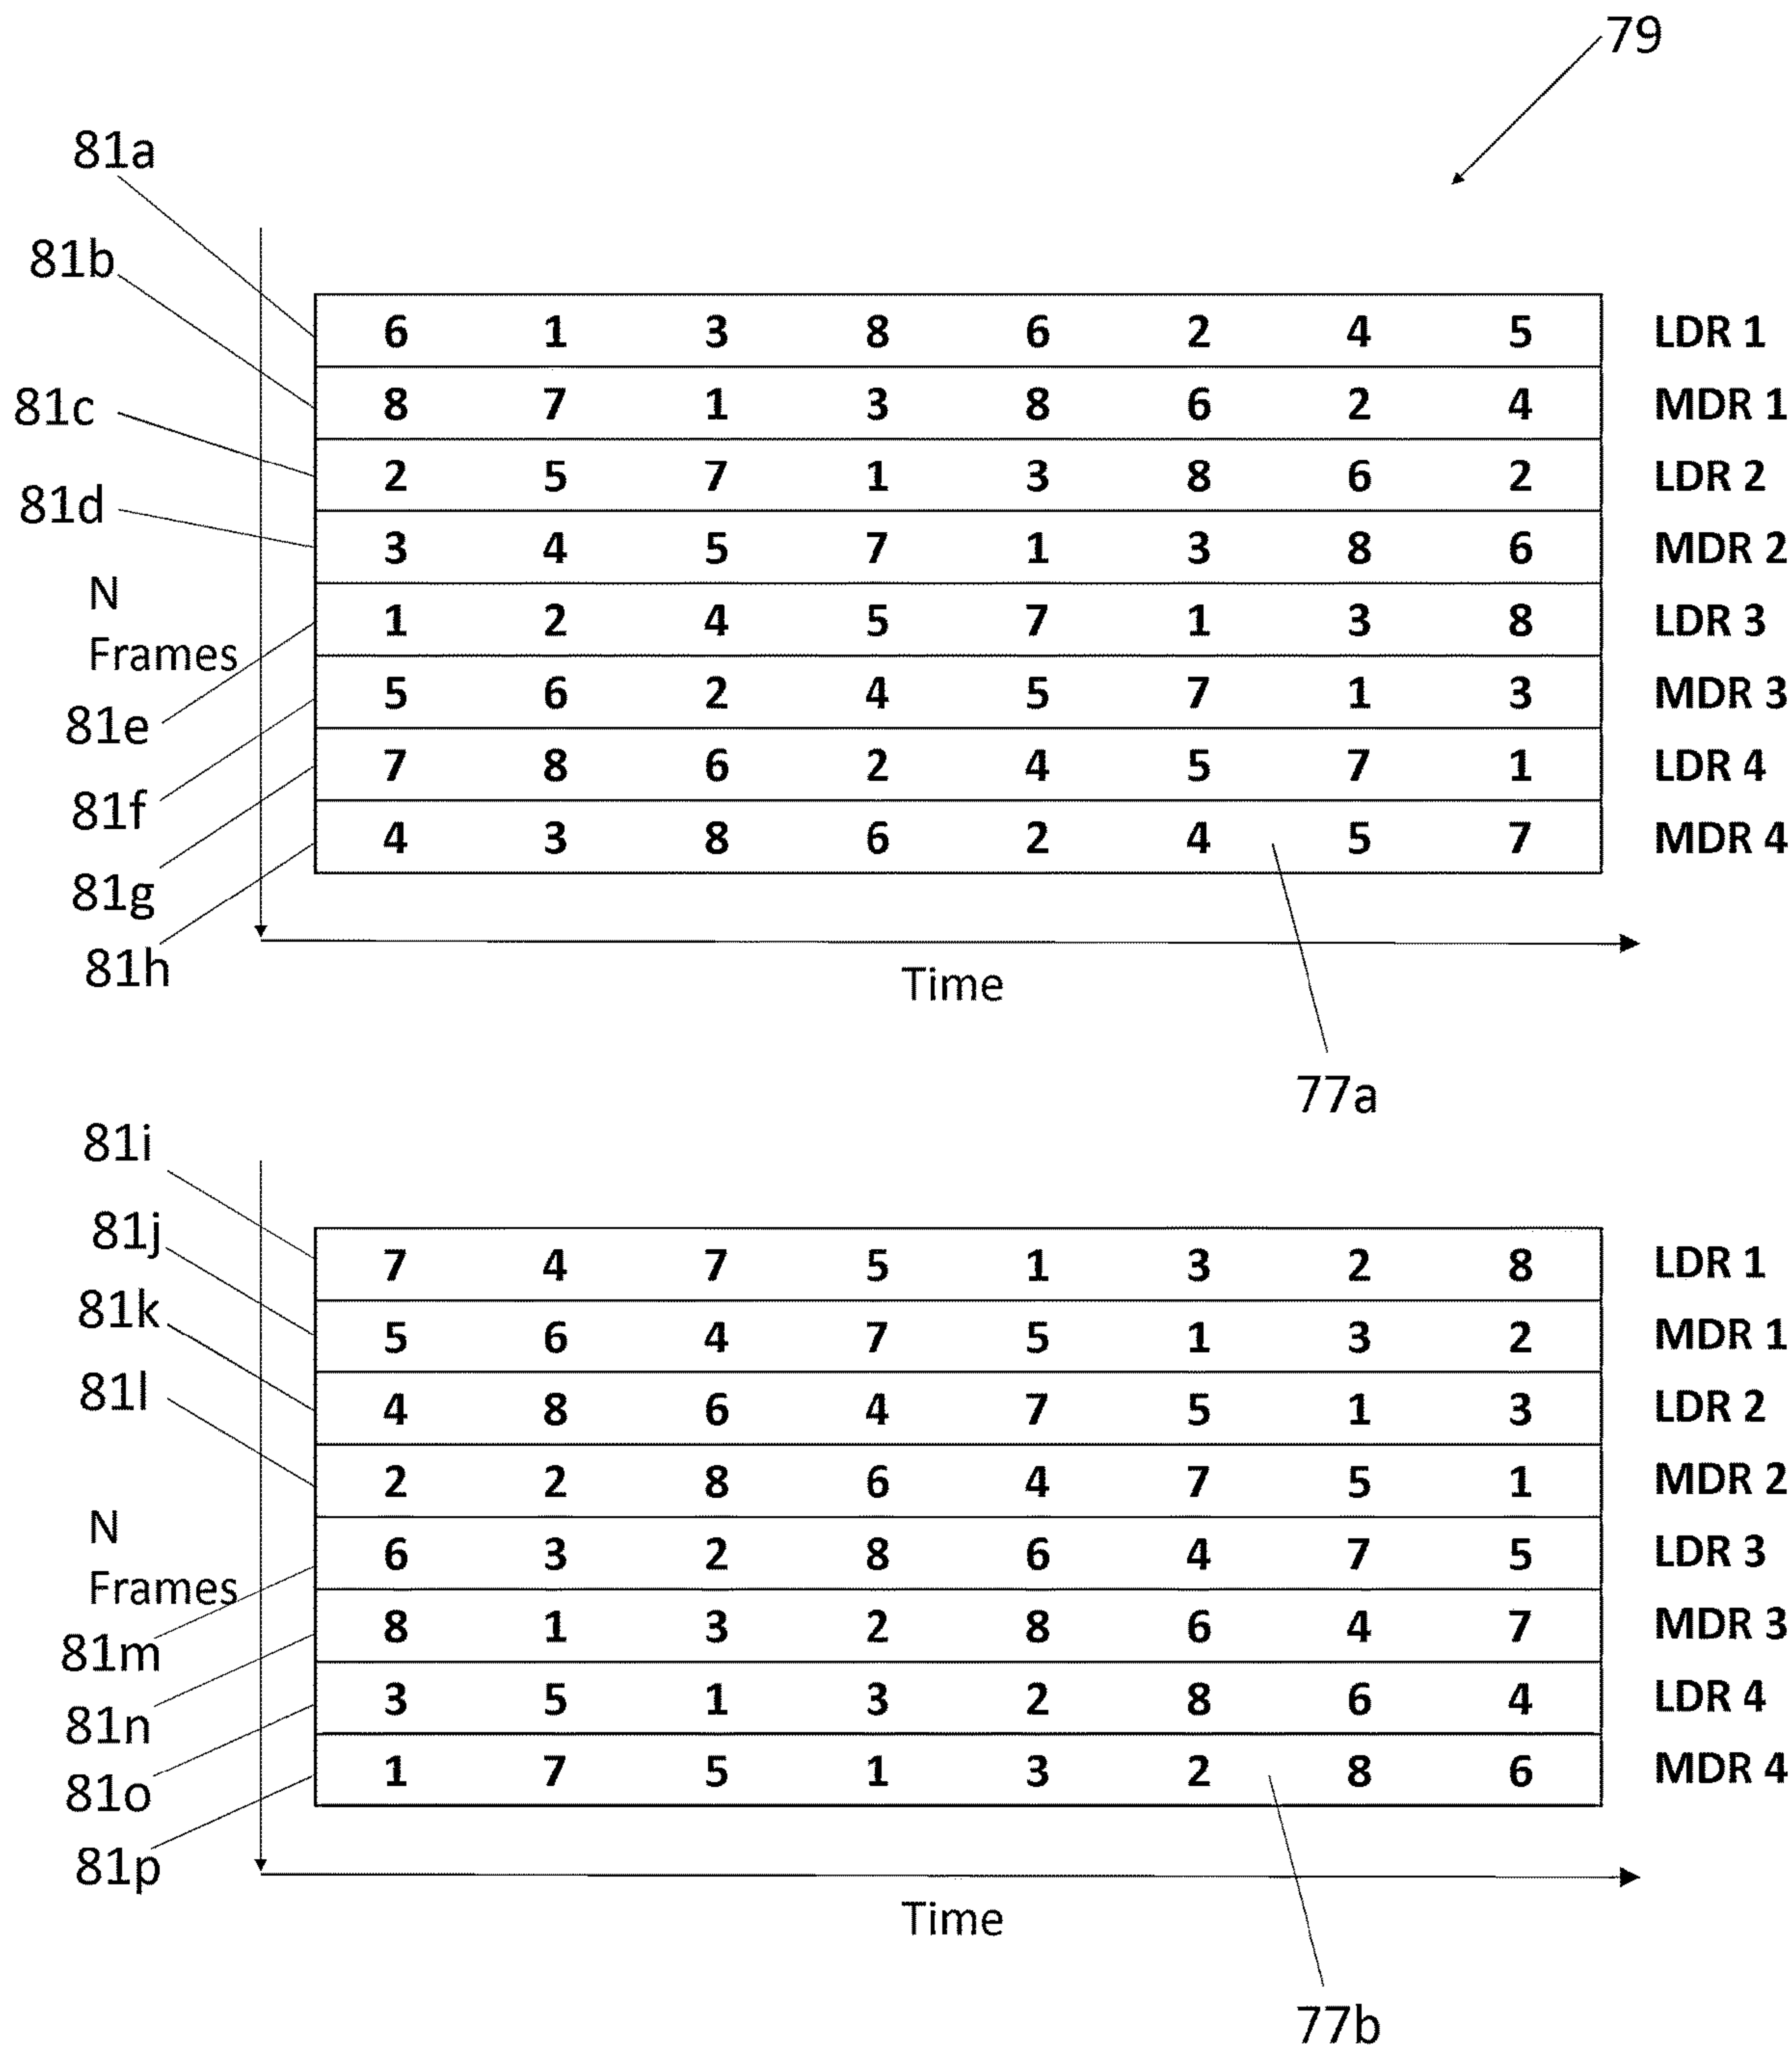 79
81a
81b
6 1 3 8 6 2 4 5 LDR 1
81c
8 7 1 3 8 6 2 4 MDR 1
81d
2 5 7 1 3 8 6 2 LDR 2
3 4 5 7 1 3 8 6 MDR 2
N
Frames
1 2 4 5 7 1 3 8 LDR 3
81e
5 6 2 4 5 7 1 3 MDR 3
81f
7 8 6 2 4 5 7 1 LDR 4
81g
4 3 8 6 2 4 5 7 MDR 4
81h
Time
77a
81i
81j
7 4 7 5 1 3 2 8 LDR 1
81k
5 6 4 7 5 1 3 2 MDR 1
81l
4 8 6 4 7 5 1 3 LDR 2
2 2 8 6 4 7 5 1 MDR 2
N
Frames
6 3 2 8 6 4 7 5 LDR 3
81m
8 1 3 2 8 6 4 7 MDR 3
81n
3 5 1 3 2 8 6 4 LDR 4
81o
1 7 5 1 3 2 8 6 MDR 4
81p
Time
77b